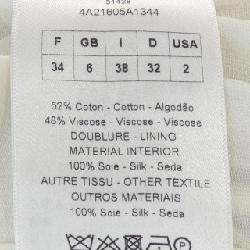 4A21605A1344
F GB I D USA
34 6 38 32 2
52% Coton - Cotton - Algodão
48% Viscose - Viscose - Viscose
DOUBLURE - LINING
MATERIAL INTERIOR
100% Soie - Silk - Seda
AUTRE TISSU - OTHER TEXTILE
OUTROS MATERIAIS
100% Soie - Silk - Seda